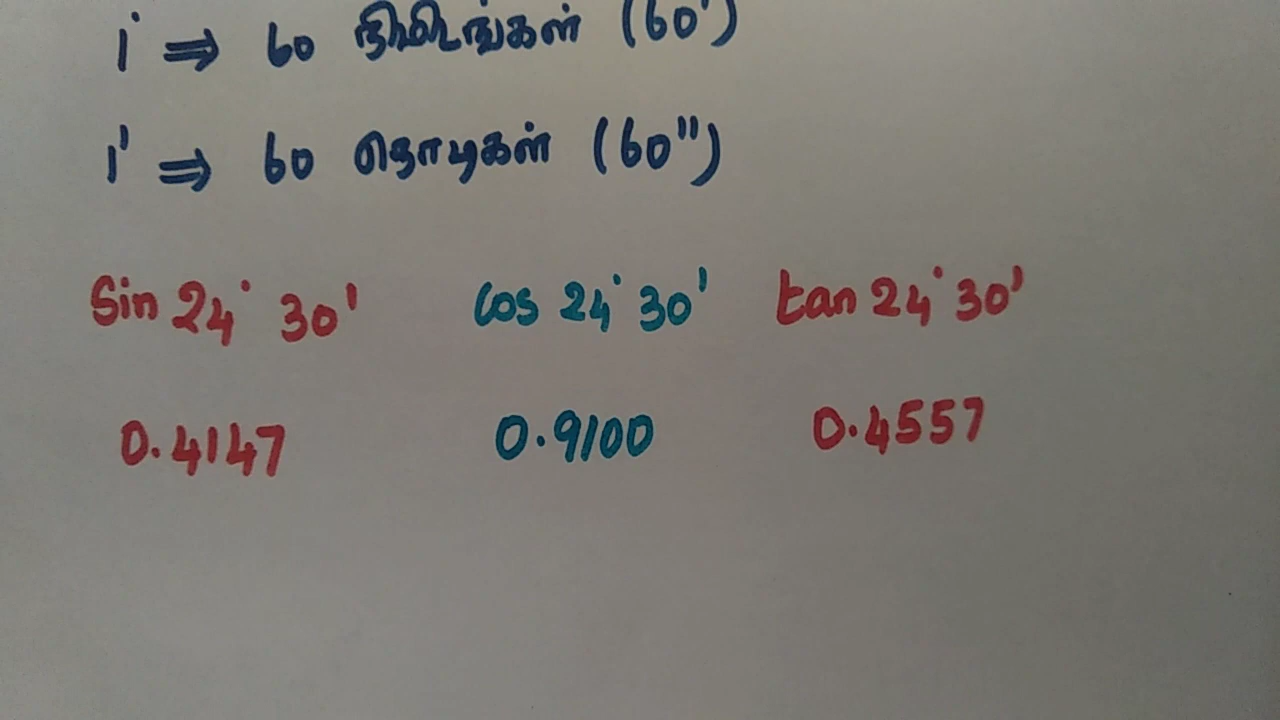 1° ⇒ 60 நிமிடங்கள் (60')
1' ⇒ 60 நொடிகள் (60")
Sin 24° 30' cos 24° 30' tan 24° 30'
0.4147 0.9100 0.4557